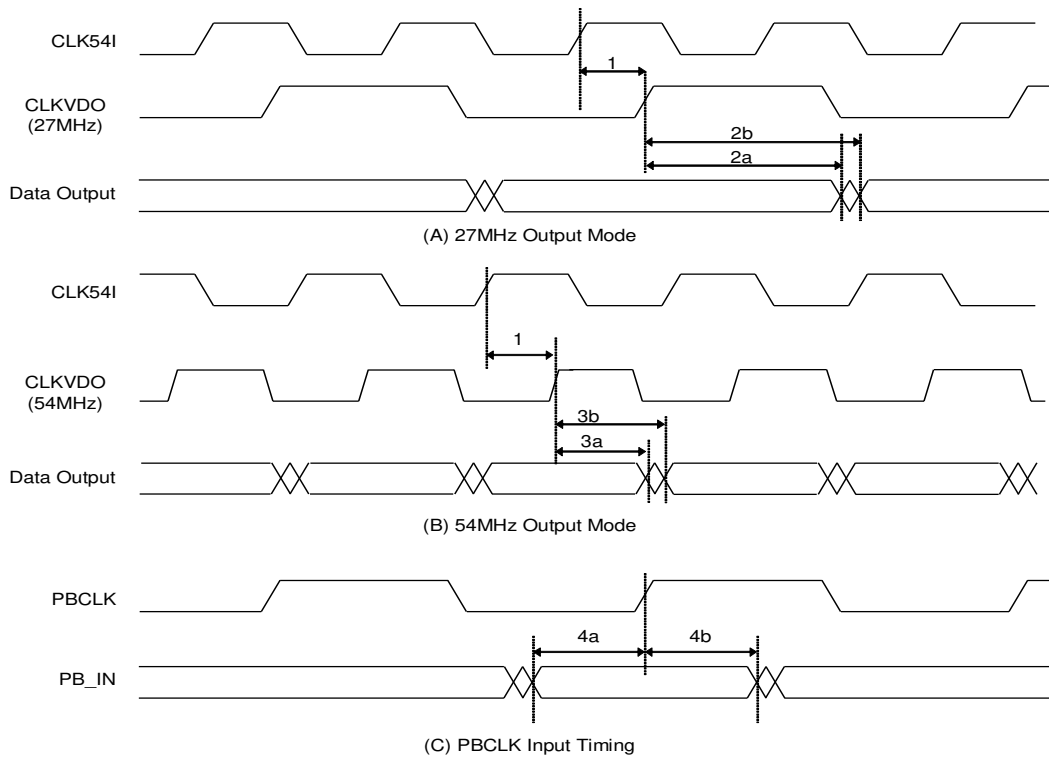 CLK54I
1
CLKVDO
(27MHz)
2b
2a
Data Output
(A) 27MHz Output Mode
CLK54I
1
CLKVDO
(54MHz)
3b
3a
Data Output
(B) 54MHz Output Mode
PBCLK
4a
4b
PB_IN
(C) PBCLK Input Timing